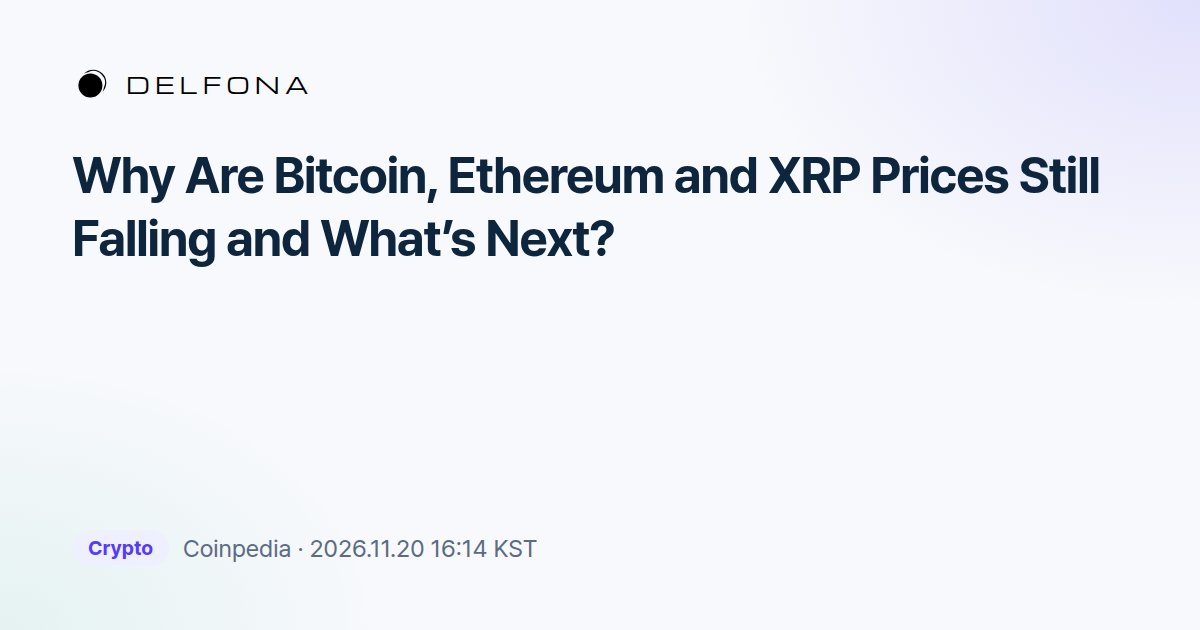 DELFONA
Why Are Bitcoin, Ethereum and XRP Prices Still
Falling and What’s Next?
Crypto Coinpedia · 2026.11.20 16:14 KST